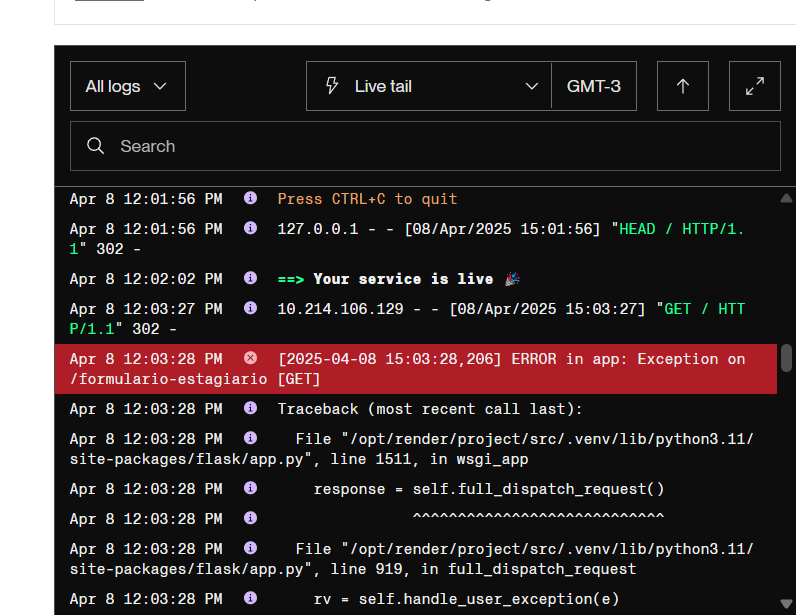 All logs
Live tail
GMT-3
Search
Apr 8 12:01:56 PM Press CTRL+C to quit
Apr 8 12:01:56 PM 127.0.0.1 - - [08/Apr/2025 15:01:56] "HEAD / HTTP/1.
1" 302 -
Apr 8 12:02:02 PM ==> Your service is live 🎉
Apr 8 12:03:27 PM 10.214.106.129 - - [08/Apr/2025 15:03:27] "GET / HTT
P/1.1" 302 -
Apr 8 12:03:28 PM [2025-04-08 15:03:28,206] ERROR in app: Exception on
/formulario-estagiario [GET]
Apr 8 12:03:28 PM Traceback (most recent call last):
Apr 8 12:03:28 PM File "/opt/render/project/src/.venv/lib/python3.11/
site-packages/flask/app.py", line 1511, in wsgi_app
Apr 8 12:03:28 PM response = self.full_dispatch_request()
Apr 8 12:03:28 PM ^^^^^^^^^^^^^^^^^^^^^^^^^^^^
Apr 8 12:03:28 PM File "/opt/render/project/src/.venv/lib/python3.11/
site-packages/flask/app.py", line 919, in full_dispatch_request
Apr 8 12:03:28 PM rv = self.handle_user_exception(e)